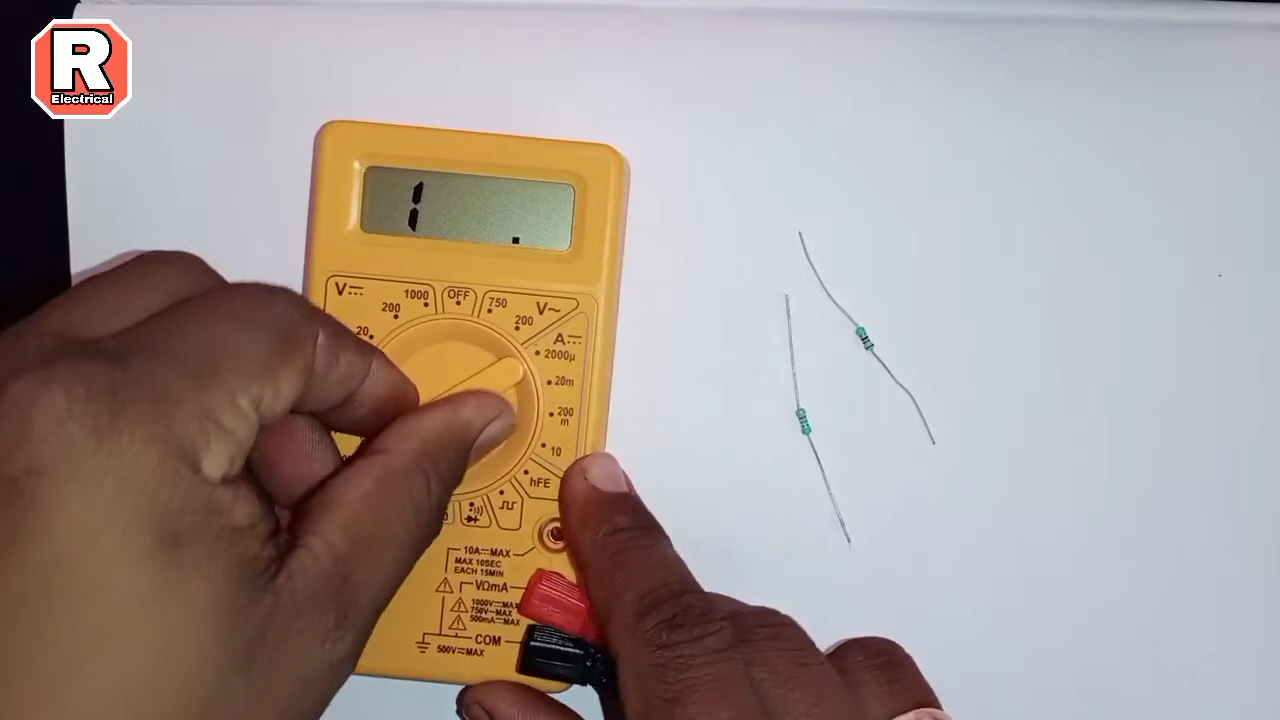 R
Electrical
1 .
V⎓
1000
200
20
OFF
750
200
V~
A⎓
2000µ
20m
200
m
10
hFE
10A⎓MAX
MAX 10SEC
EACH 15MIN
VΩmA
1000V⎓MAX
750V~MAX
500mA⎓MAX
COM
500V⎓MAX